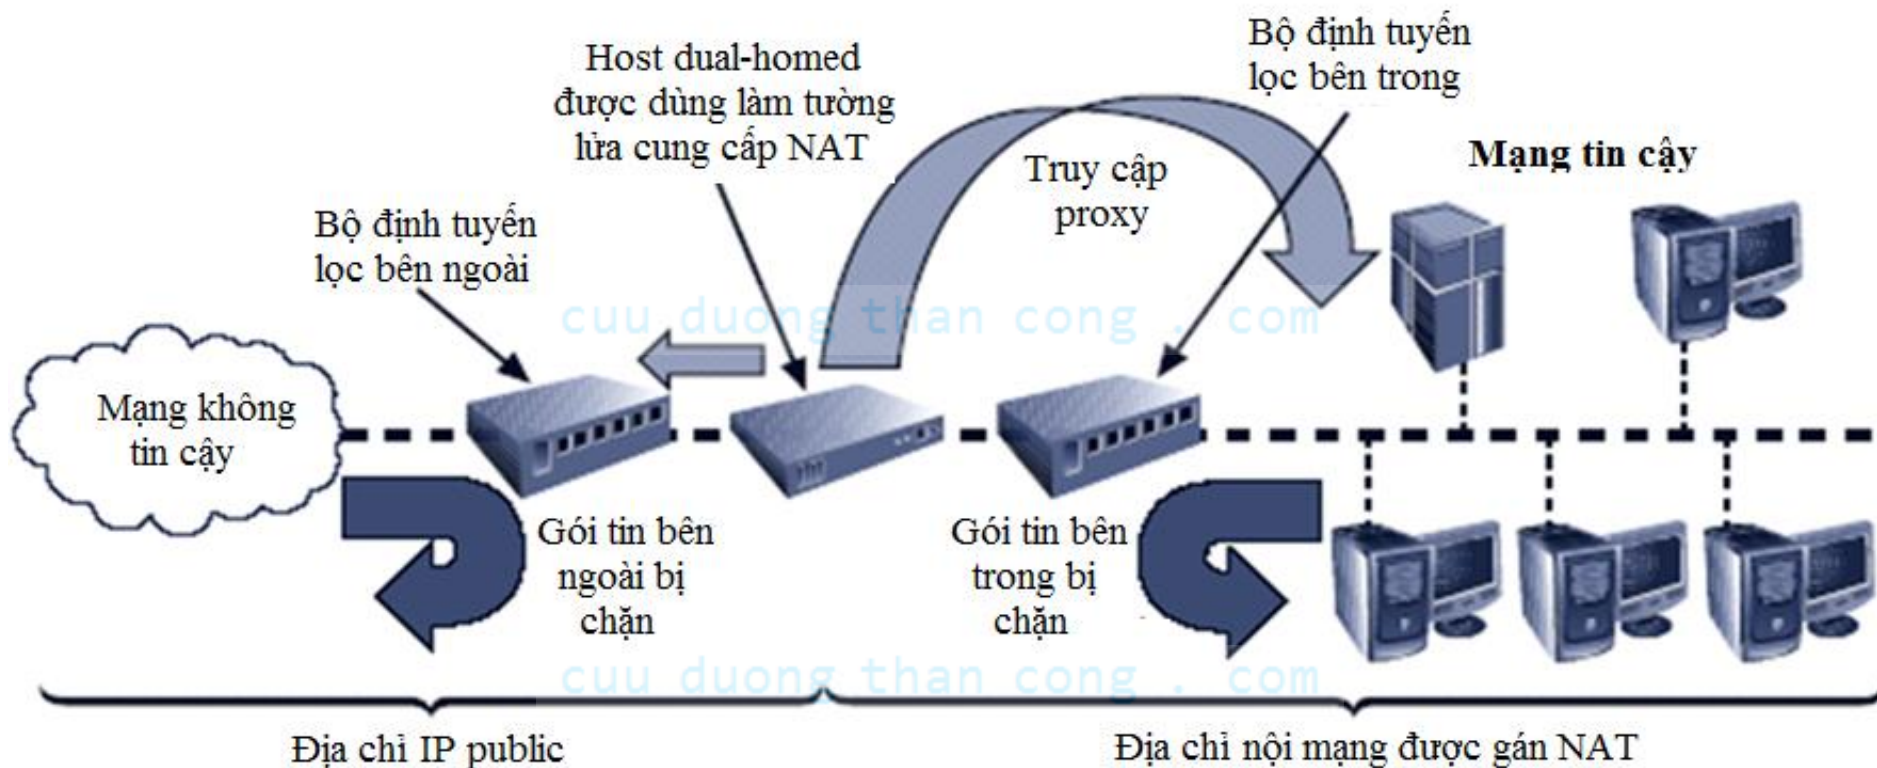 Bộ định tuyến
lọc bên trong
Host dual-homed
được dùng làm tường
lửa cung cấp NAT
Mạng tin cậy
Truy cập
proxy
Bộ định tuyến
lọc bên ngoài
cuu duong than cong . com
Mạng không
tin cậy
Gói tin bên
ngoài bị
chặn
Gói tin bên
trong bị
chặn
cuu duong than cong . com
Địa chỉ IP public
Địa chỉ nội mạng được gán NAT